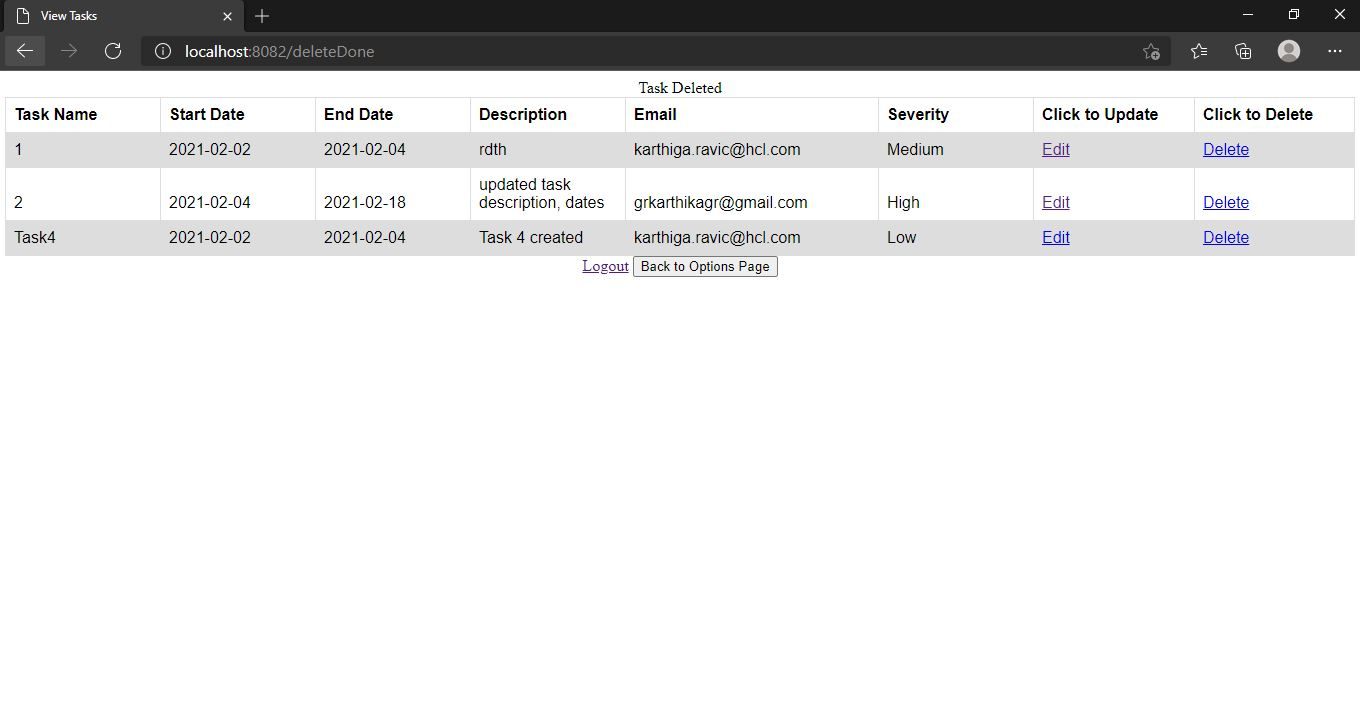 View Tasks
localhost:8082/deleteDone
Task Deleted
Task Name Start Date End Date Description Email Severity Click to Update Click to Delete
1 2021-02-02 2021-02-04 rdth karthiga.ravic@hcl.com Medium Edit Delete
updated task
2 2021-02-04 2021-02-18 description, dates grkarthikagr@gmail.com High Edit Delete
Task4 2021-02-02 2021-02-04 Task 4 created karthiga.ravic@hcl.com Low Edit Delete
Logout Back to Options Page